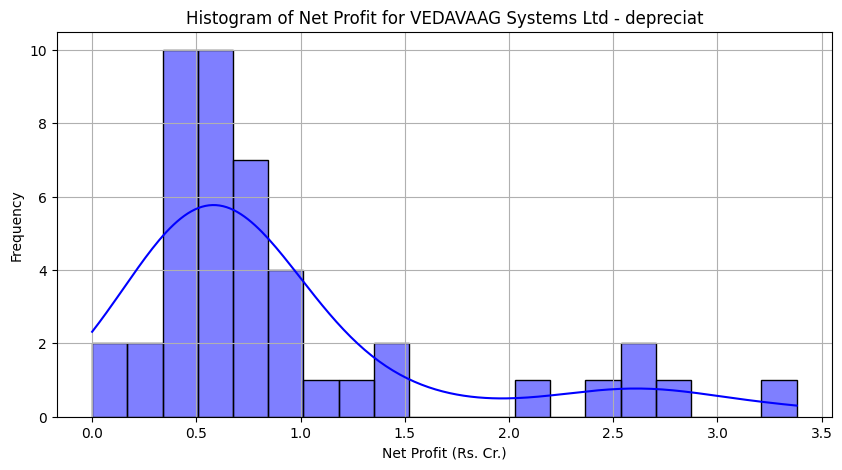 Histogram of Net Profit for VEDAVAAG Systems Ltd - depreciat
10
8
6
4
2
0
Frequency
0.0 0.5 1.0 1.5 2.0 2.5 3.0 3.5
Net Profit (Rs. Cr.)